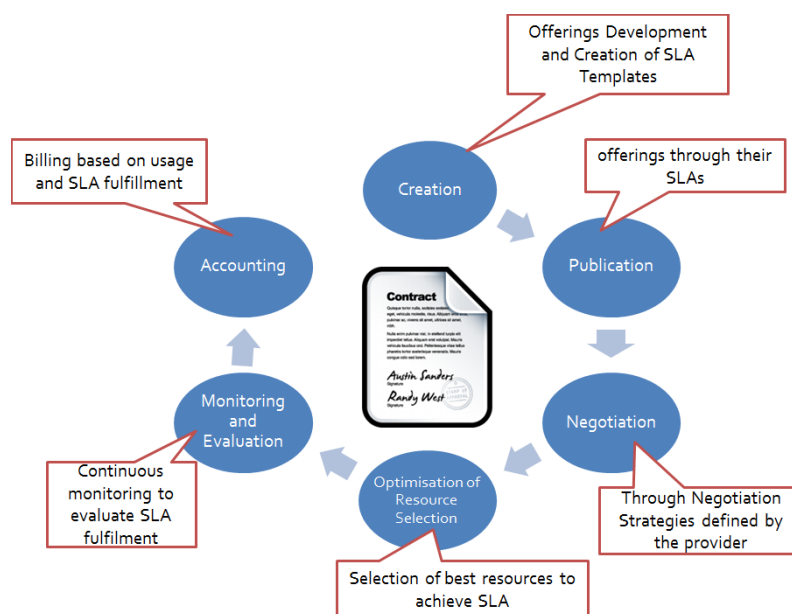 Offerings Development
and Creation of SLA
Templates
Creation
offerings through their
SLAs
Publication
Negotiation
Through Negotiation
Strategies defined by
the provider
Optimisation of
Resource
Selection
Selection of best resources to
achieve SLA
Monitoring
and
Evaluation
Continuous
monitoring to
evaluate SLA
fulfilment
Accounting
Billing based on usage
and SLA fulfillment
Contract
Austin Sanders
Signature
Randy West
Signature